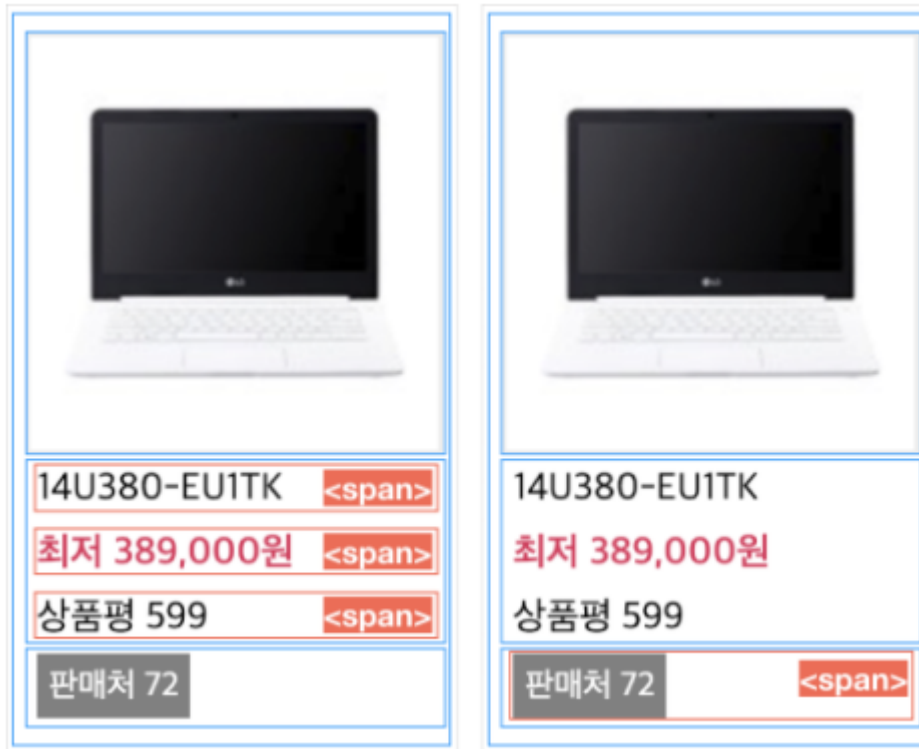 LG
14U380-EU1TK <span>
최저 389,000원 <span>
상품평 599 <span>
판매처 72
LG
14U380-EU1TK
최저 389,000원
상품평 599
판매처 72 <span>